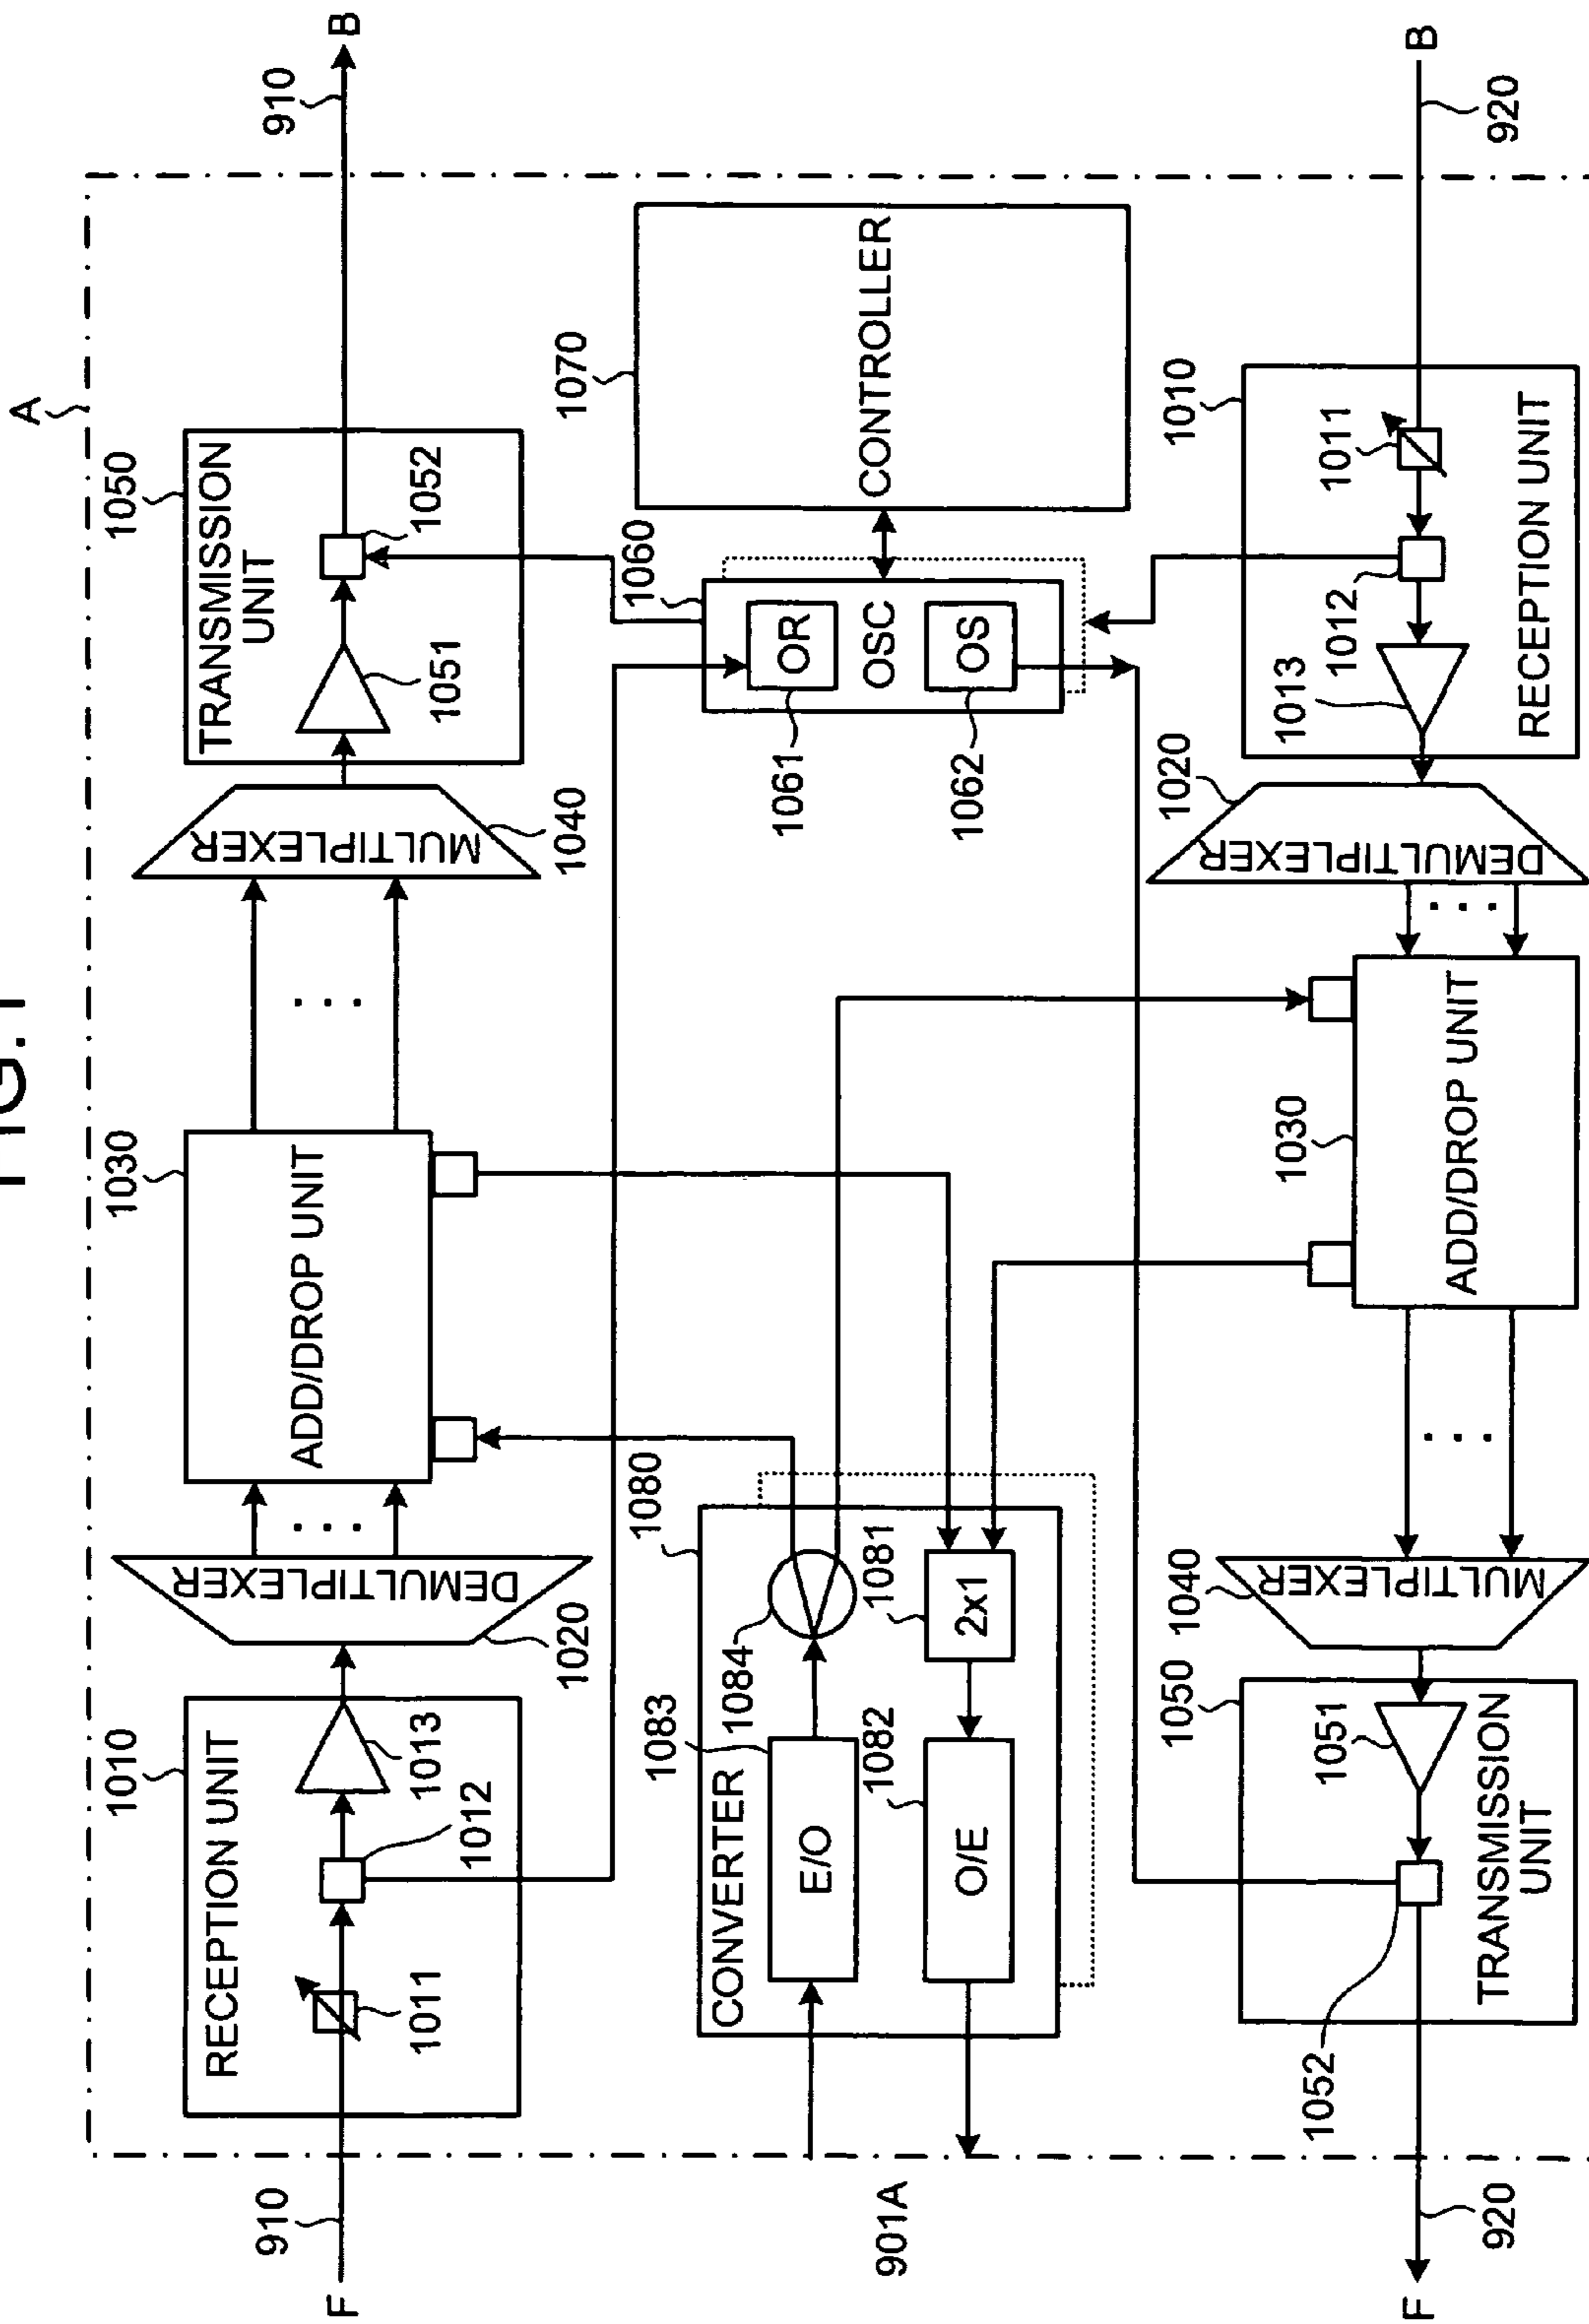 FIG.1
A
F
910
1010
RECEPTION UNIT
1011
1012
1013
DEMULTIPLEXER
1020
1030
ADD/DROP UNIT
MULTIPLEXER
1040
1050
TRANSMISSION
UNIT
1051
1052
910
B
901A
CONVERTER
1080
1083
E/O
1084
1082
O/E
1081
2x1
1060
OR
OSC
OS
1061
1062
1070
CONTROLLER
F
920
1050
1052
1051
TRANSMISSION
UNIT
1040
MULTIPLEXER
1030
ADD/DROP UNIT
1020
DEMULTIPLEXER
1010
1013
1012
1011
RECEPTION UNIT
920
B